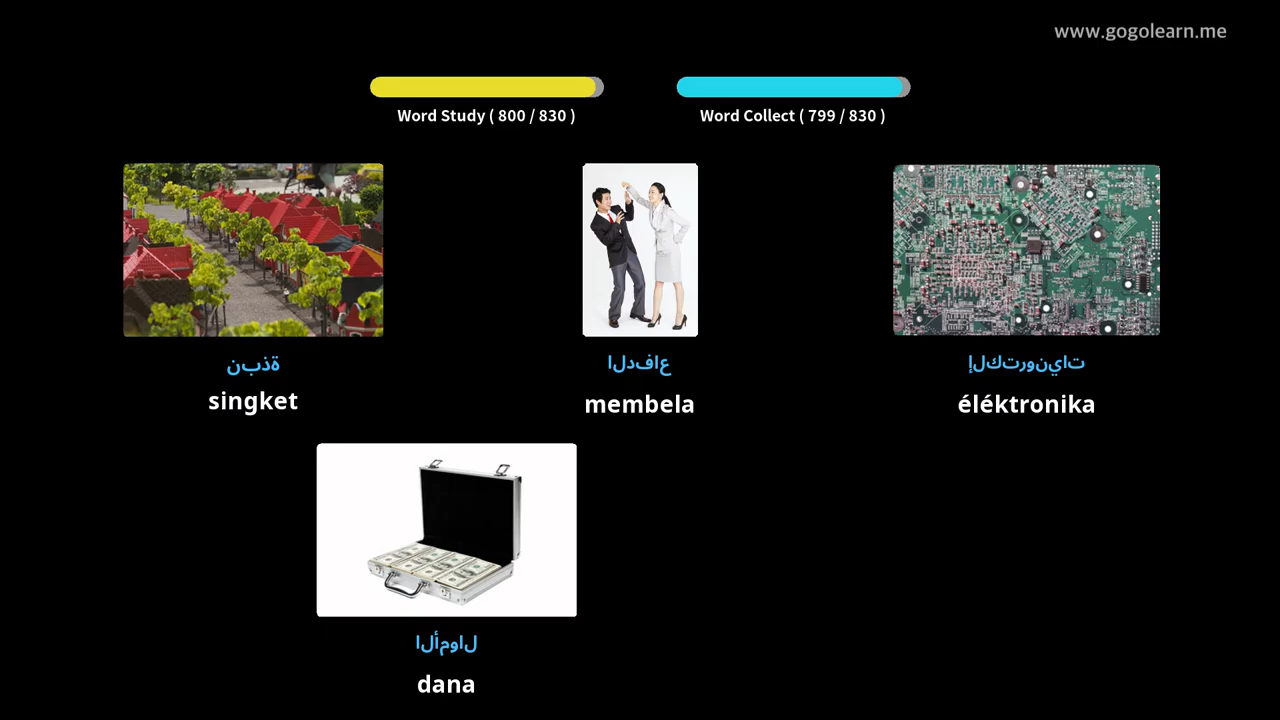 www.gogolearn.me
Word Study ( 800 / 830 )
Word Collect ( 799 / 830 )
نبذة
singket
الدفاع
membela
إلكترونيات
éléktronika
الأموال
dana